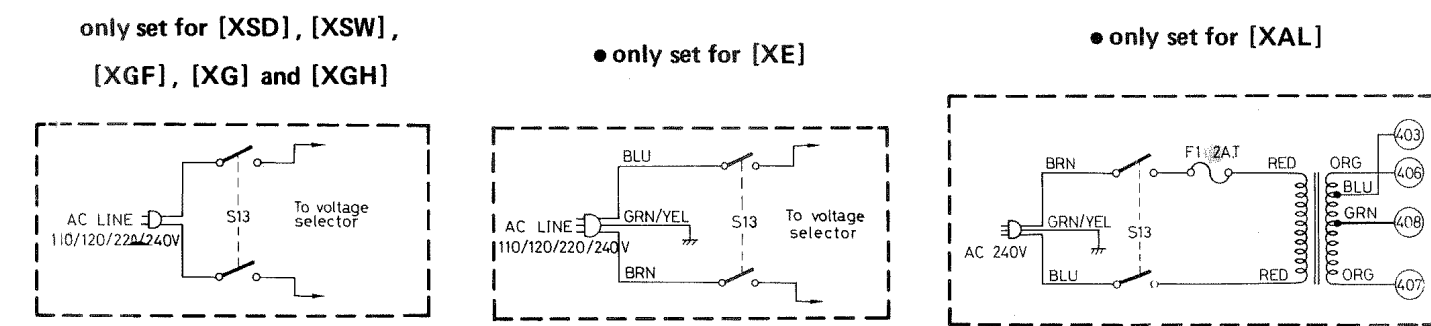 only set for [XSD], [XSW],
[XGF], [XG] and [XGH]
AC LINE
110/120/220/240V
S13
To voltage
selector
● only set for [XE]
BLU
AC LINE
GRN/YEL
110/120/220/240V
BRN
S13
To voltage
selector
● only set for [XAL]
BRN
GRN/YEL
AC 240V
BLU
S13
F1 2A.T
RED
RED
ORG
BLU
GRN
ORG
403
406
408
407